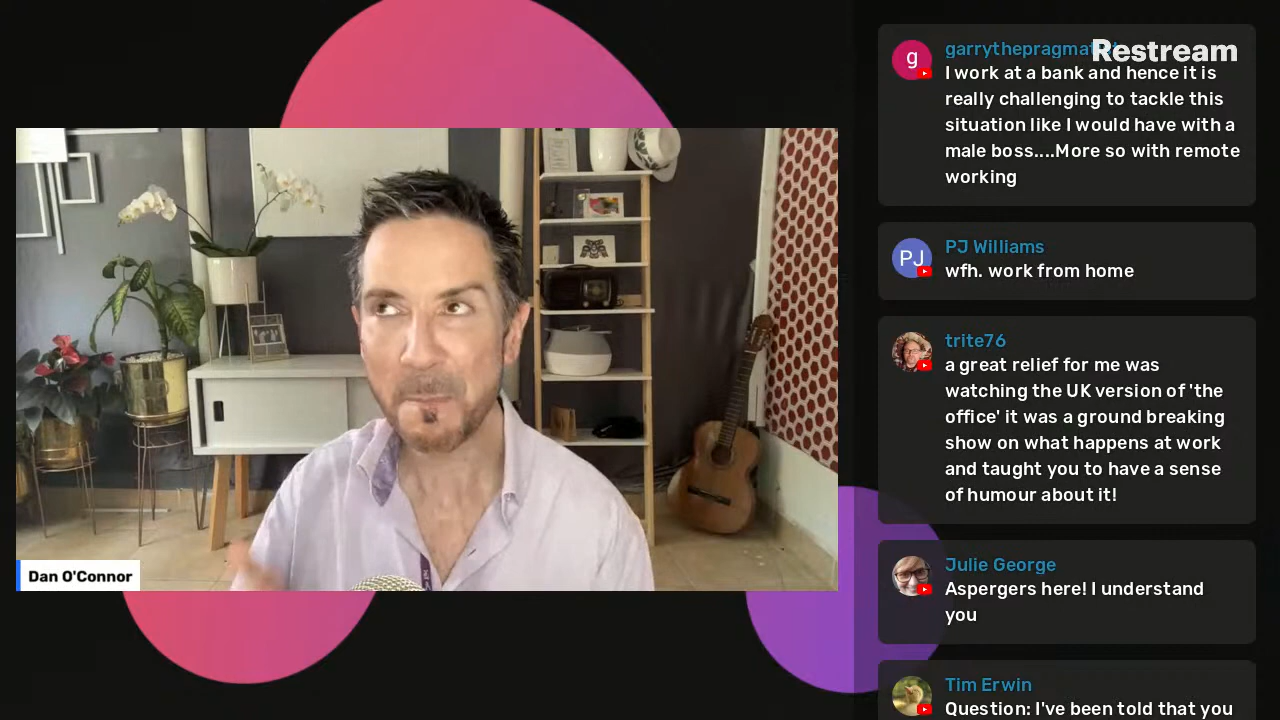 Restream
g
garrythepragma
I work at a bank and hence it is
really challenging to tackle this
situation like I would have with a
male boss....More so with remote
working
PJ
PJ Williams
wfh. work from home
trite76
a great relief for me was
watching the UK version of 'the
office' it was a ground breaking
show on what happens at work
and taught you to have a sense
of humour about it!
Julie George
Aspergers here! I understand
you
Tim Erwin
Question: I've been told that you
Dan O'Connor